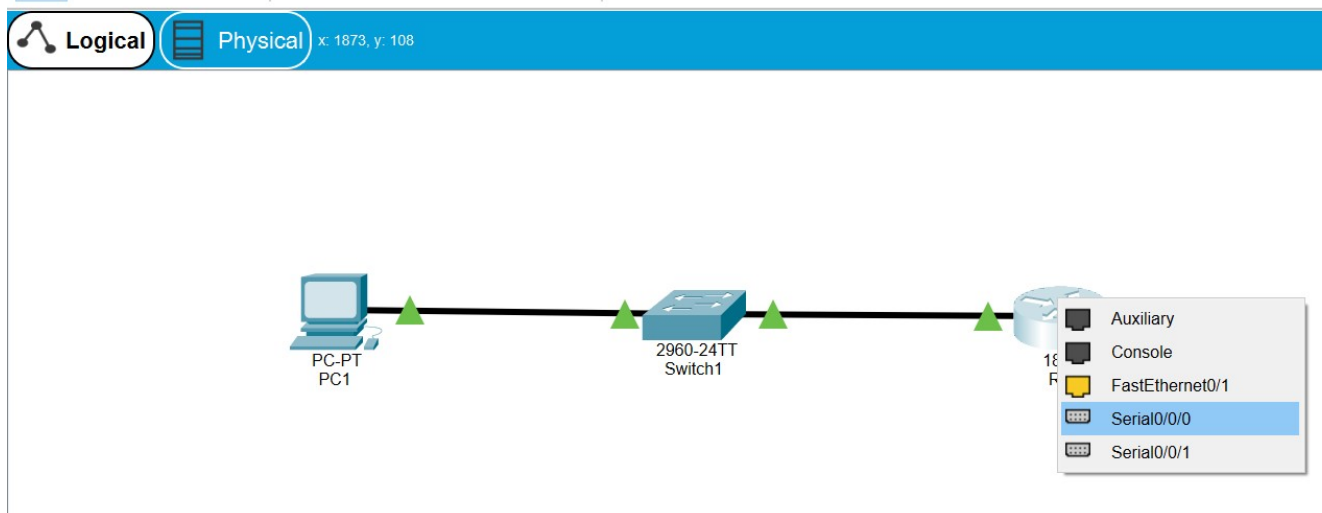 Logical Physical x: 1873, y: 108
PC-PT
PC1
2960-24TT
Switch1
Auxiliary
Console
FastEthernet0/1
Serial0/0/0
Serial0/0/1